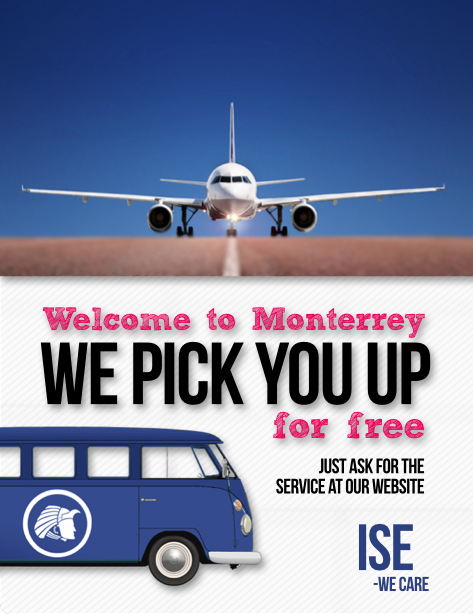 Welcome to Monterrey
WE PICK YOU UP
for free
JUST ASK FOR THE
SERVICE AT OUR WEBSITE
ISE
-WE CARE